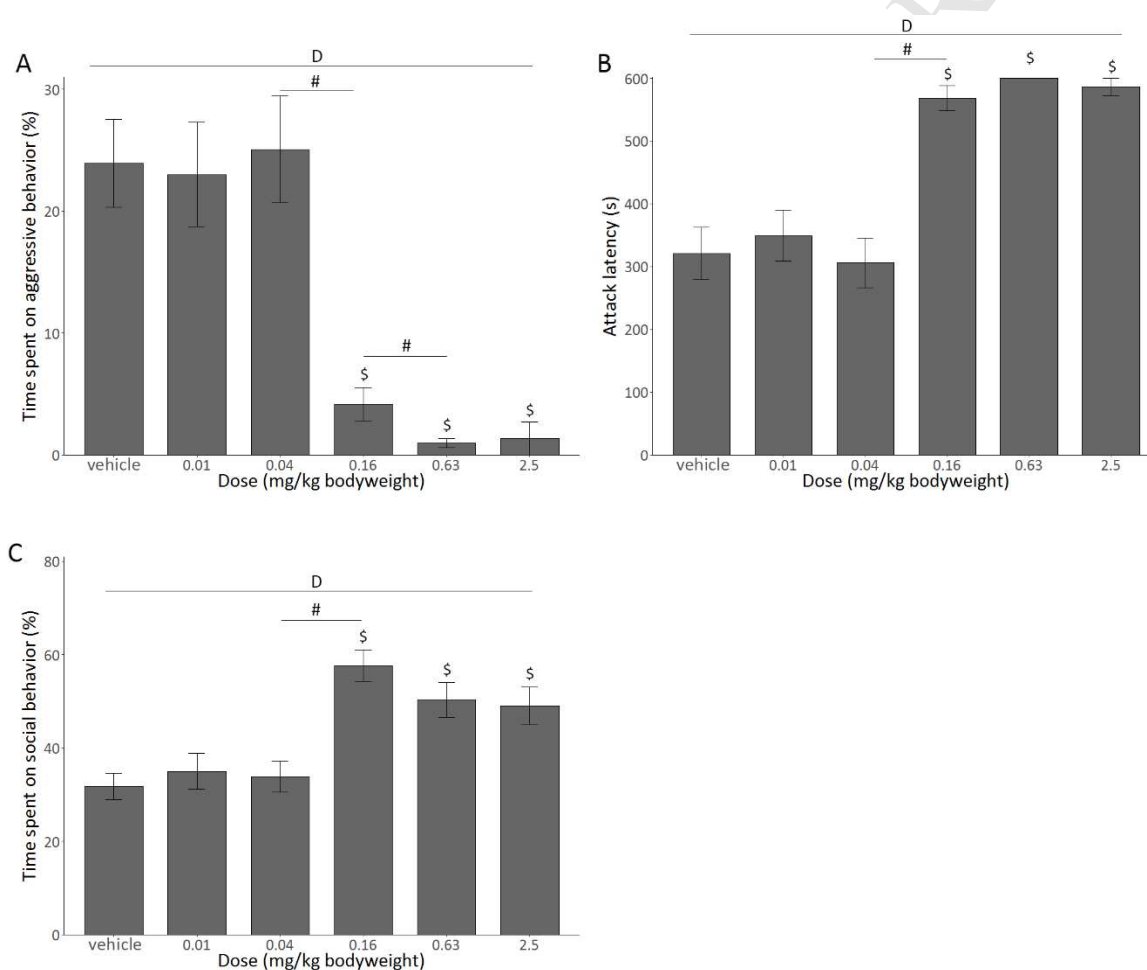 A
D
#
#
$
$
$
30
20
10
0
Time spent on aggressive behavior (%)
vehicle 0.01 0.04 0.16 0.63 2.5
Dose (mg/kg bodyweight)
B
D
#
$
$
$
600
500
400
300
200
100
0
Attack latency (s)
vehicle 0.01 0.04 0.16 0.63 2.5
Dose (mg/kg bodyweight)
C
D
#
$
$
$
80
60
40
20
0
Time spent on social behavior (%)
vehicle 0.01 0.04 0.16 0.63 2.5
Dose (mg/kg bodyweight)